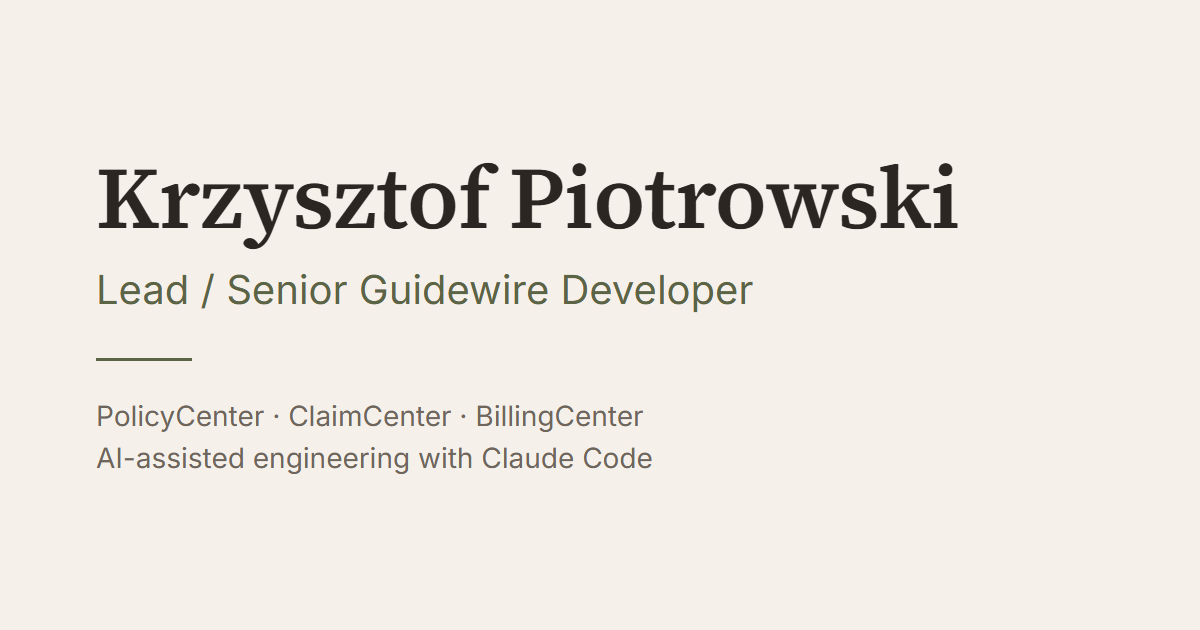 Krzysztof Piotrowski
Lead / Senior Guidewire Developer
PolicyCenter · ClaimCenter · BillingCenter
AI-assisted engineering with Claude Code